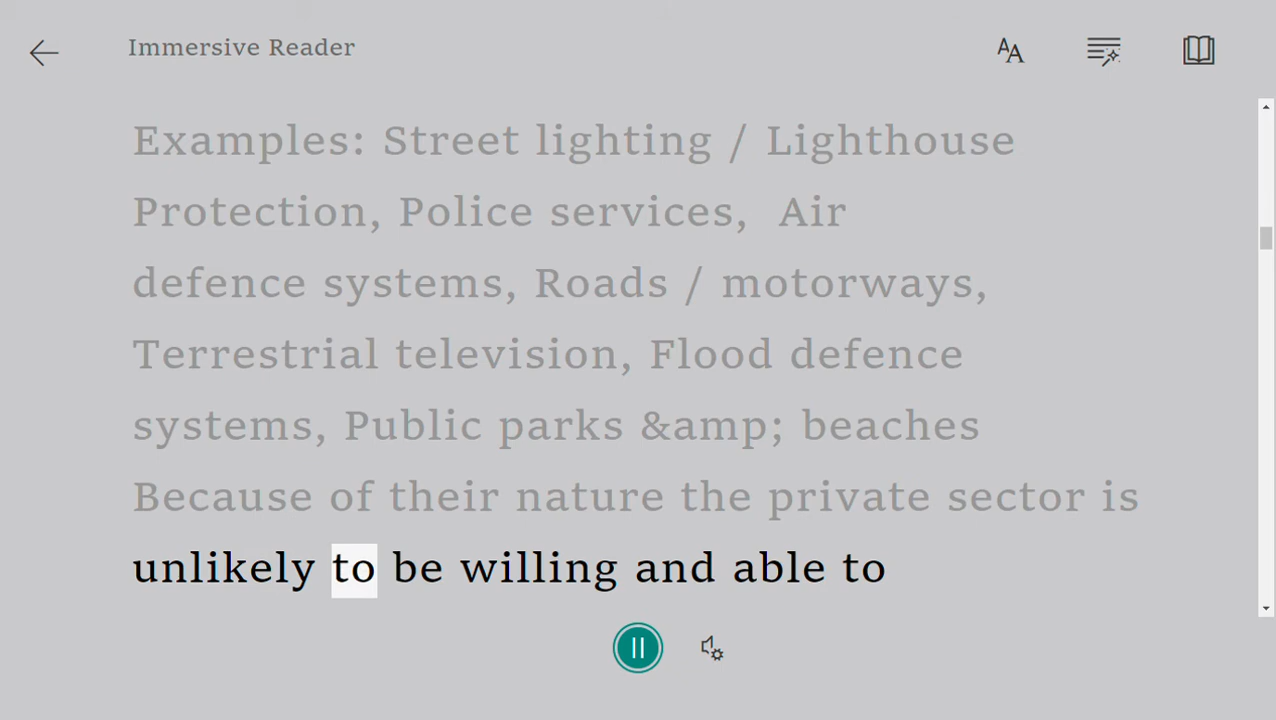 Immersive Reader
Examples: Street lighting / Lighthouse
Protection, Police services,  Air
defence systems, Roads / motorways,
Terrestrial television, Flood defence
systems, Public parks &amp; beaches
Because of their nature the private sector is
unlikely to be willing and able to